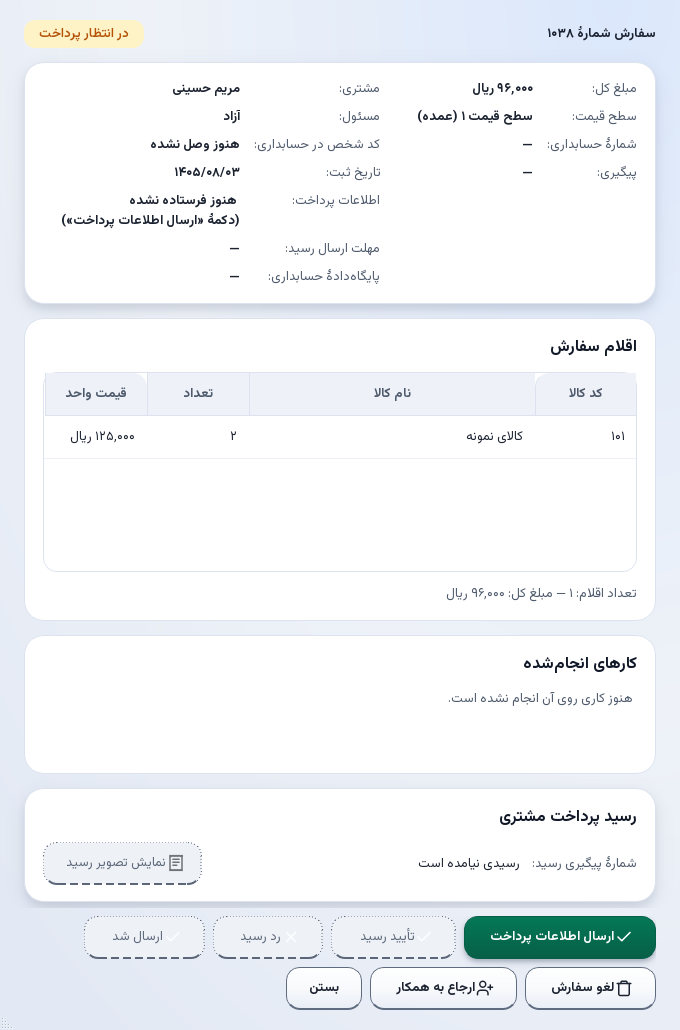 سفارش شمارهٔ ۱۰۳۸
در انتظار پرداخت
مبلغ کل: ۹۶,۰۰۰ ریال
مشتری: مریم حسینی
سطح قیمت: سطح قیمت ۱ (عمده)
مسئول: آزاد
شمارهٔ حسابداری: —
کد شخص در حسابداری: هنوز وصل نشده
پیگیری: —
تاریخ ثبت: ۱۴۰۵/۰۸/۰۳
اطلاعات پرداخت: هنوز فرستاده نشده
(دکمهٔ «ارسال اطلاعات پرداخت»)
مهلت ارسال رسید: —
پایگاه‌دادهٔ حسابداری: —
اقلام سفارش
کد کالا نام کالا تعداد قیمت واحد
۱۰۱ کالای نمونه ۲ ۱۲۵,۰۰۰ ریال
تعداد اقلام: ۱ — مبلغ کل: ۹۶,۰۰۰ ریال
کارهای انجام‌شده
هنوز کاری روی آن انجام نشده است.
رسید پرداخت مشتری
شمارهٔ پیگیری رسید: رسیدی نیامده است
نمایش تصویر رسید
ارسال اطلاعات پرداخت
تأیید رسید
رد رسید
ارسال شد
لغو سفارش
ارجاع به همکار
بستن